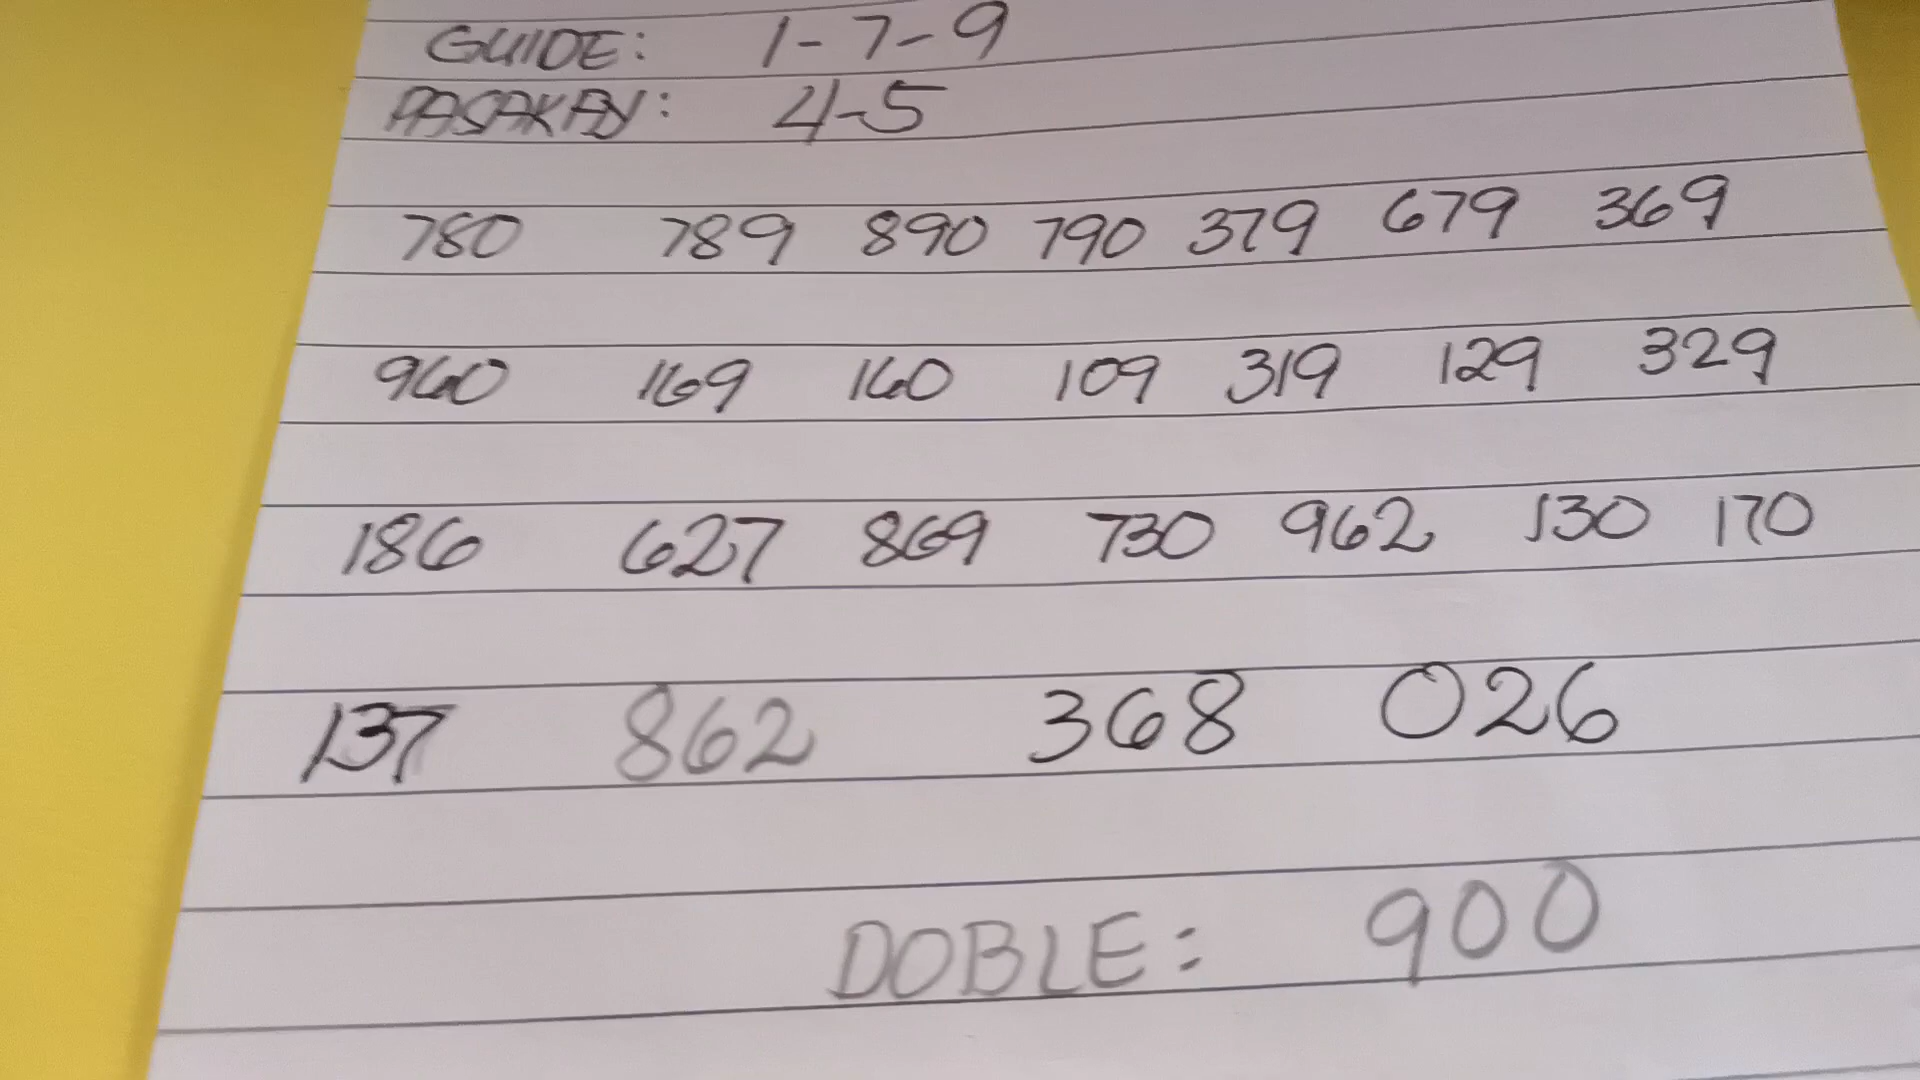 GUIDE: 1-7-9
PASAKAY: 4-5
780 789 890 790 379 679 369
960 169 160 109 319 129 329
186 627 869 730 962 130 170
137 862 368 026
DOBLE: 900